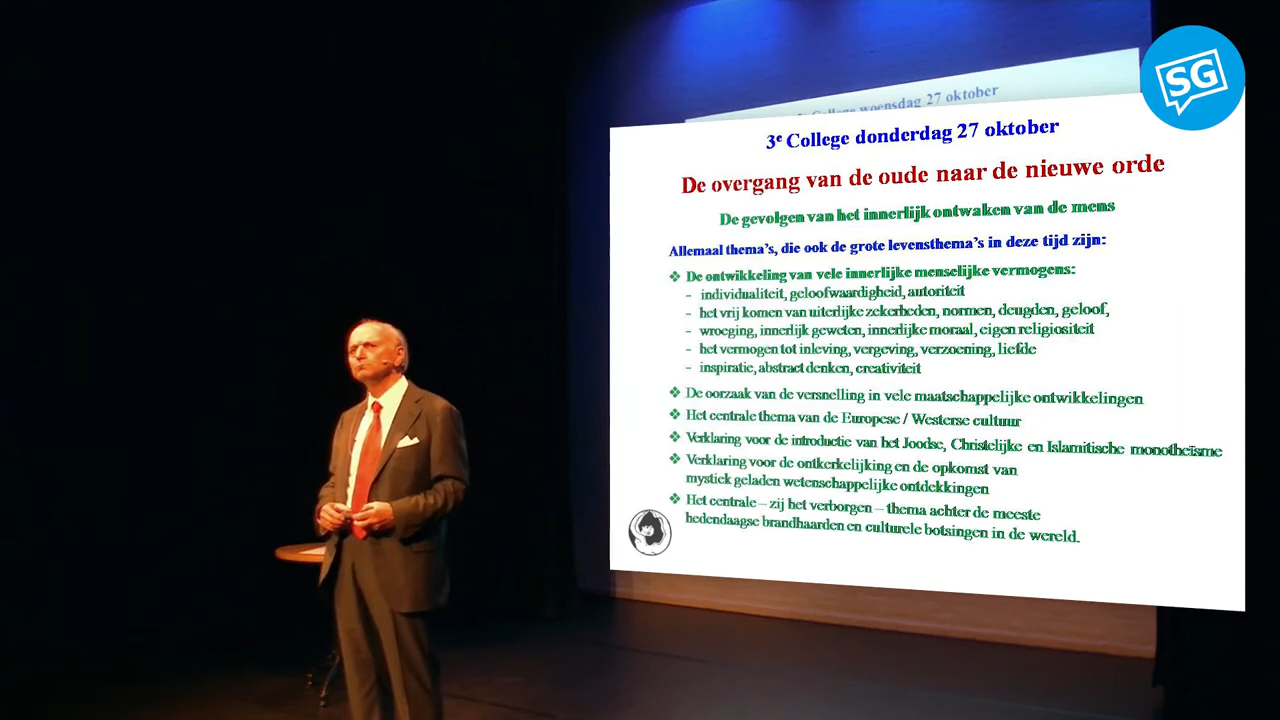 SG
College woensdag 27 oktober
3e College donderdag 27 oktober
De overgang van de oude naar de nieuwe orde
De gevolgen van het innerlijk ontwaken van de mens
Allemaal thema's, die ook de grote levensthema's in deze tijd zijn:
❖ De ontwikkeling van vele innerlijke menselijke vermogens:
- individualiteit, geloofwaardigheid, autoriteit
- het vrij komen van uiterlijke zekerheden, normen, deugden, geloof,
- wroeging, innerlijk geweten, innerlijke moraal, eigen religiositeit
- het vermogen tot inleving, vergeving, verzoening, liefde
- inspiratie, abstract denken, creativiteit
❖ De oorzaak van de versnelling in vele maatschappelijke ontwikkelingen
❖ Het centrale thema van de Europese / Westerse cultuur
❖ Verklaring voor de introductie van het Joodse, Christelijke en Islamitische monotheïsme
❖ Verklaring voor de ontkerkelijking en de opkomst van
mystiek geladen wetenschappelijke ontdekkingen
❖ Het centrale – zij het verborgen – thema achter de meeste
hedendaagse brandhaarden en culturele botsingen in de wereld.